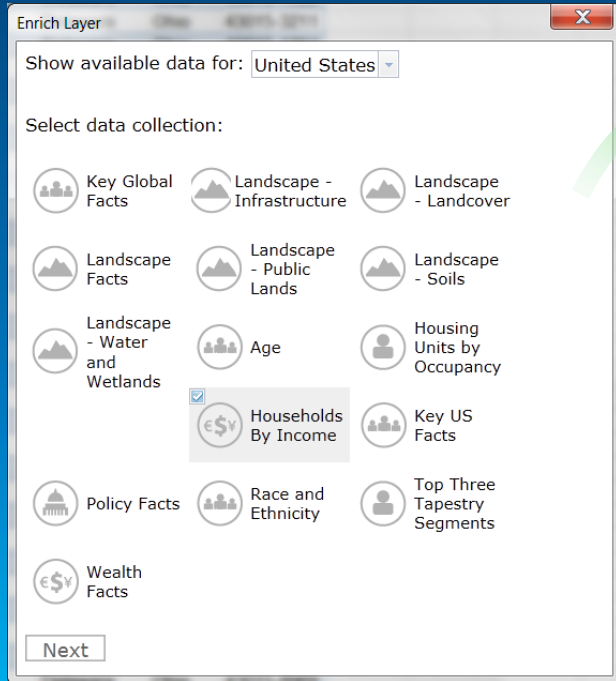 Enrich Layer
Show available data for: United States
Select data collection:
Key Global
Facts
Landscape -
Infrastructure
Landscape
- Landcover
Landscape
Facts
Landscape
- Public
Lands
Landscape
- Soils
Landscape
- Water
and
Wetlands
Age
Housing
Units by
Occupancy
€$¥
Households
By Income
Key US
Facts
Policy Facts
Race and
Ethnicity
Top Three
Tapestry
Segments
€$¥
Wealth
Facts
Next